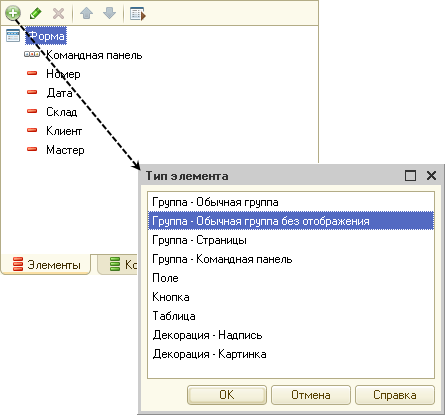 Форма
Командная панель
Номер
Дата
Склад
Клиент
Мастер
Элементы
Ко
Тип элемента
Группа - Обычная группа
Группа - Обычная группа без отображения
Группа - Страницы
Группа - Командная панель
Поле
Кнопка
Таблица
Декорация - Надпись
Декорация - Картинка
OK
Отмена
Справка